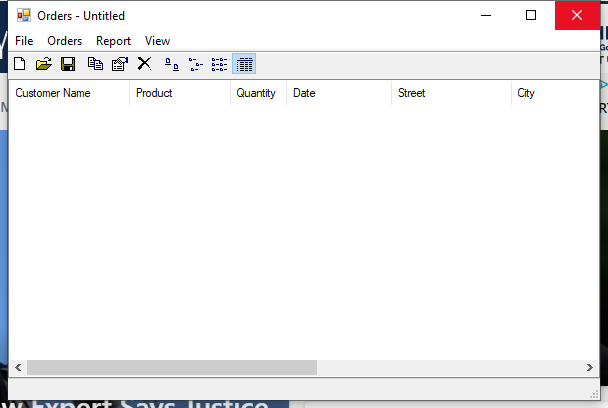 Orders - Untitled
File Orders Report View
Customer Name Product Quantity Date Street City
w Expert Says Justice